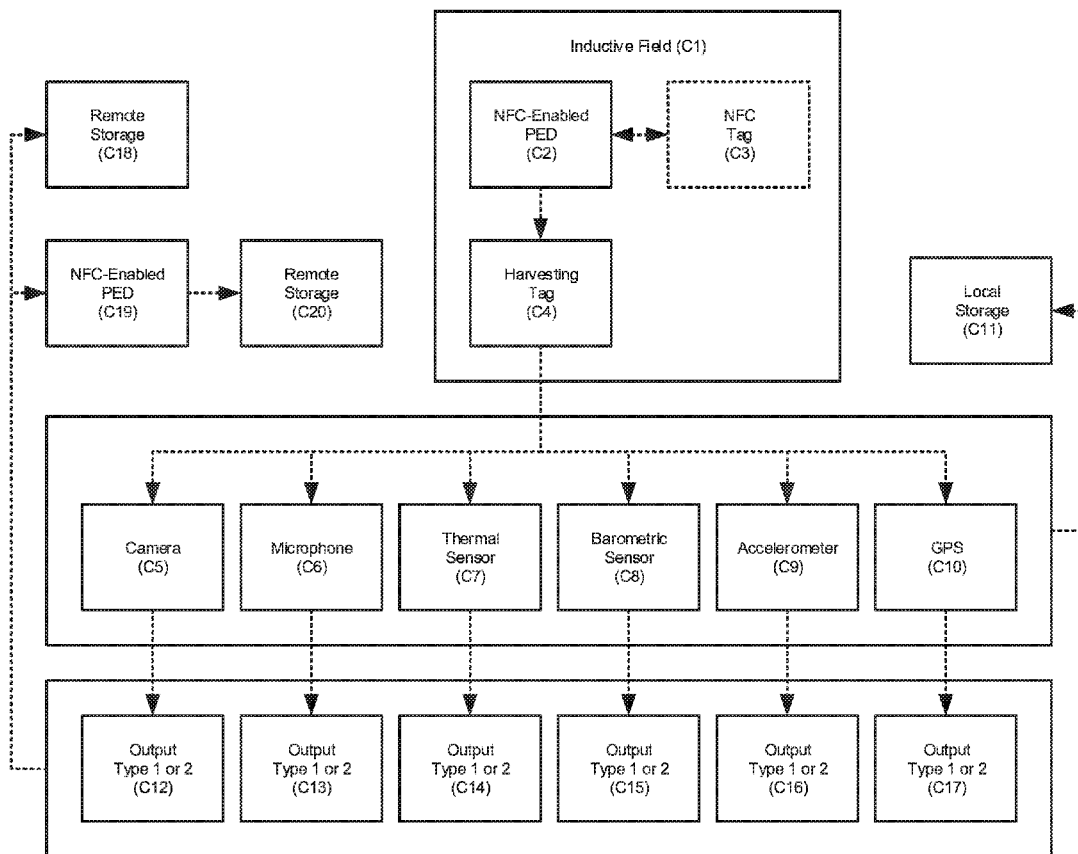 Inductive Field (C1)
Remote
Storage
(C18)
NFC-Enabled
PED
(C2)
NFC
Tag
(C3)
NFC-Enabled
PED
(C19)
Remote
Storage
(C20)
Harvesting
Tag
(C4)
Local
Storage
(C11)
Camera
(C5)
Microphone
(C6)
Thermal
Sensor
(C7)
Barometric
Sensor
(C8)
Accelerometer
(C9)
GPS
(C10)
Output
Type 1 or 2
(C12)
Output
Type 1 or 2
(C13)
Output
Type 1 or 2
(C14)
Output
Type 1 or 2
(C15)
Output
Type 1 or 2
(C16)
Output
Type 1 or 2
(C17)